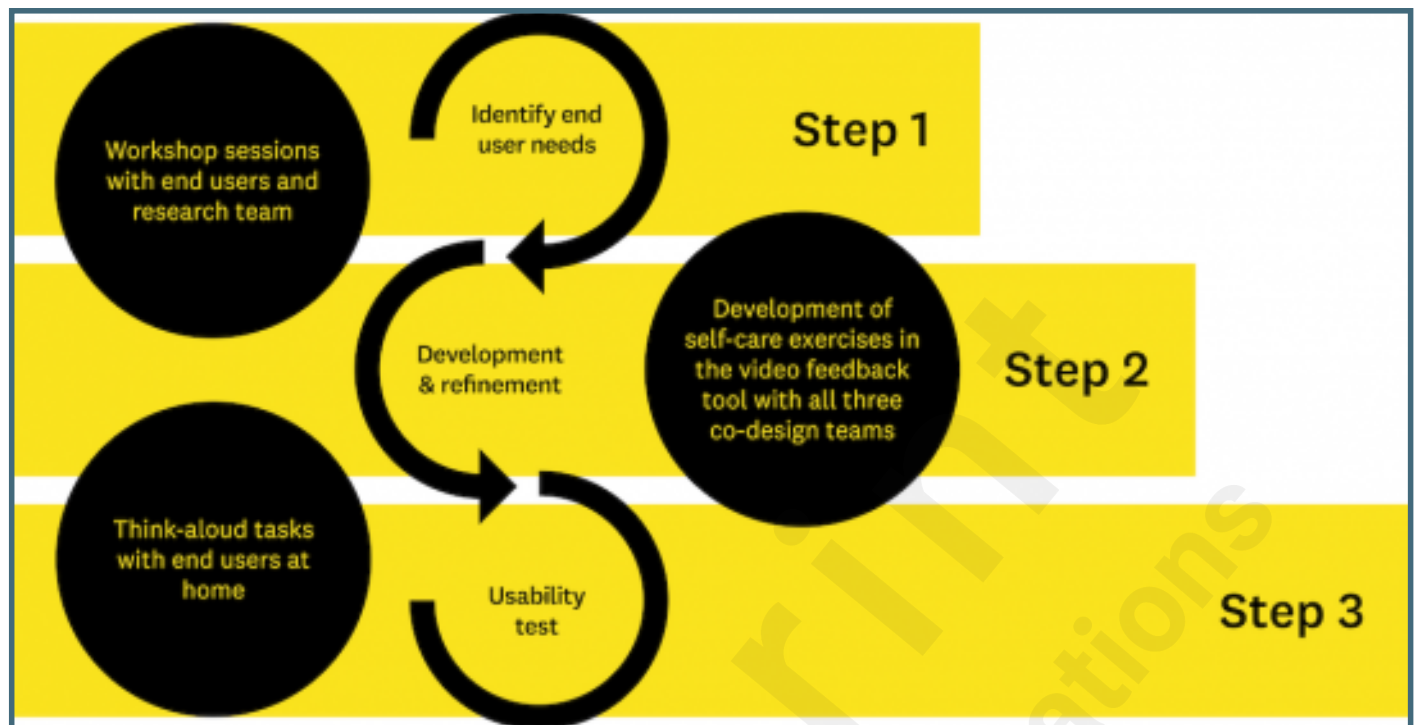 Workshop sessions
with end users and
research team
Identify end
user needs
Step 1
Development
& refinement
Development of
self-care exercises in
the video feedback
tool with all three
co-design teams
Step 2
Think-aloud tasks
with end users at
home
Usability
test
Step 3